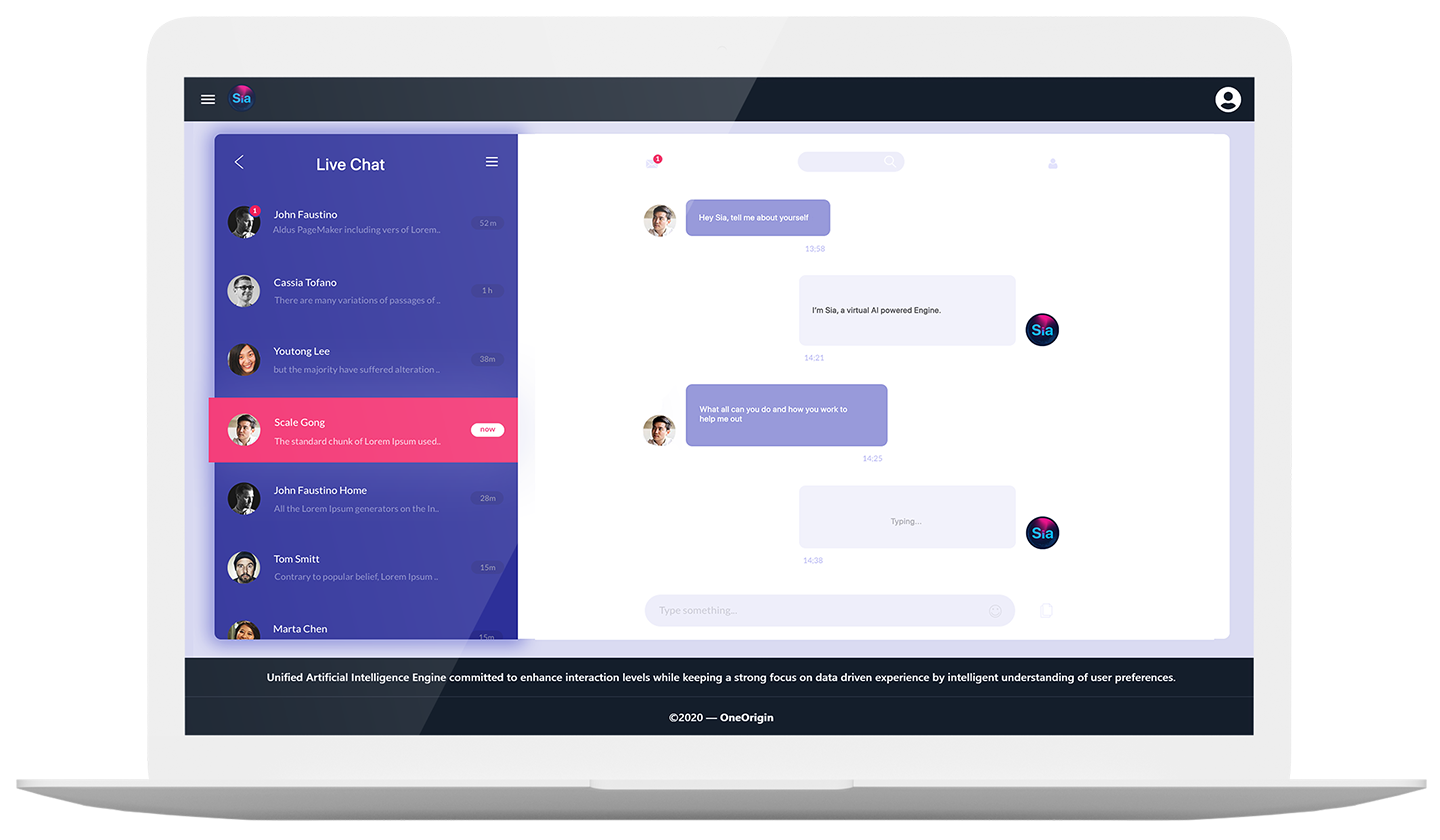 Sia
Live Chat
1
John Faustino
Aldus PageMaker including vers of Lorem..
52 m
Cassia Tofano
There are many variations of passages of ..
1 h
Youtong Lee
but the majority have suffered alteration ..
38m
Scale Gong
The standard chunk of Lorem Ipsum used..
now
John Faustino Home
All the Lorem Ipsum generators on the In..
28m
Tom Smitt
Contrary to popular belief, Lorem Ipsum ..
15m
Marta Chen
15m
1
Hey Sia, tell me about yourself
13:58
I'm Sia, a virtual AI powered Engine.
Sia
14:21
What all can you do and how you work to
help me out
14:25
Typing...
Sia
14:38
Type something...
Unified Artificial Intelligence Engine committed to enhance interaction levels while keeping a strong focus on data driven experience by intelligent understanding of user preferences.
©2020 — OneOrigin